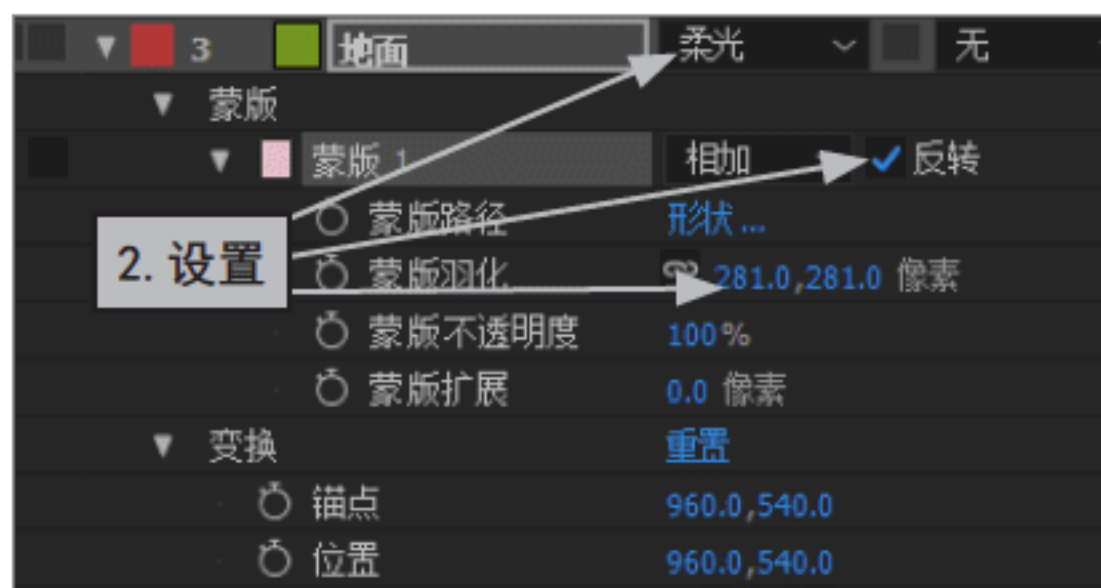 3 地面 柔光 无
蒙版
蒙版 1 相加 反转
蒙版路径 形状...
2. 设置
蒙版羽化 281.0,281.0 像素
蒙版不透明度 100%
蒙版扩展 0.0 像素
变换 重置
锚点 960.0,540.0
位置 960.0,540.0